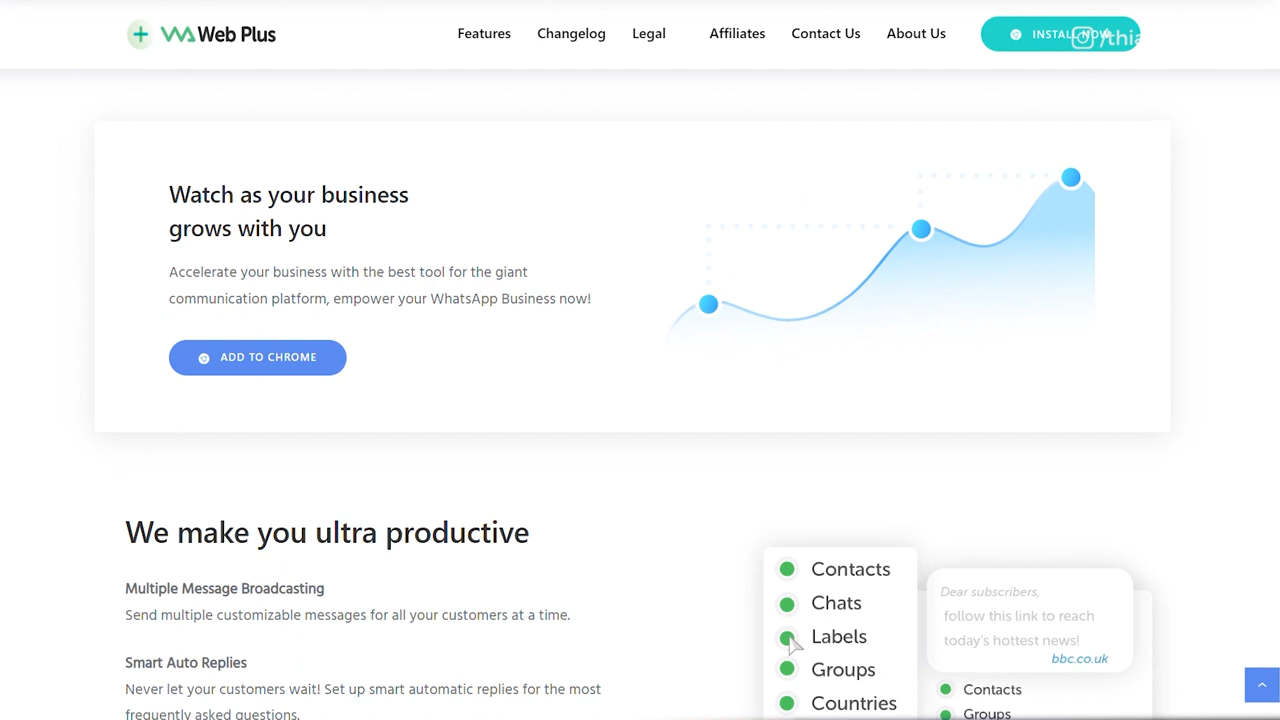 WA Web Plus
Features
Changelog
Legal
Affiliates
Contact Us
About Us
INSTALL NOW
/thia
Watch as your business
grows with you
Accelerate your business with the best tool for the giant
communication platform, empower your WhatsApp Business now!
ADD TO CHROME
We make you ultra productive
Multiple Message Broadcasting
Send multiple customizable messages for all your customers at a time.
Smart Auto Replies
Never let your customers wait! Set up smart automatic replies for the most
frequently asked questions.
Contacts
Chats
Labels
Groups
Countries
Dear subscribers,
follow this link to reach
today's hottest news!
bbc.co.uk
Contacts
Groups